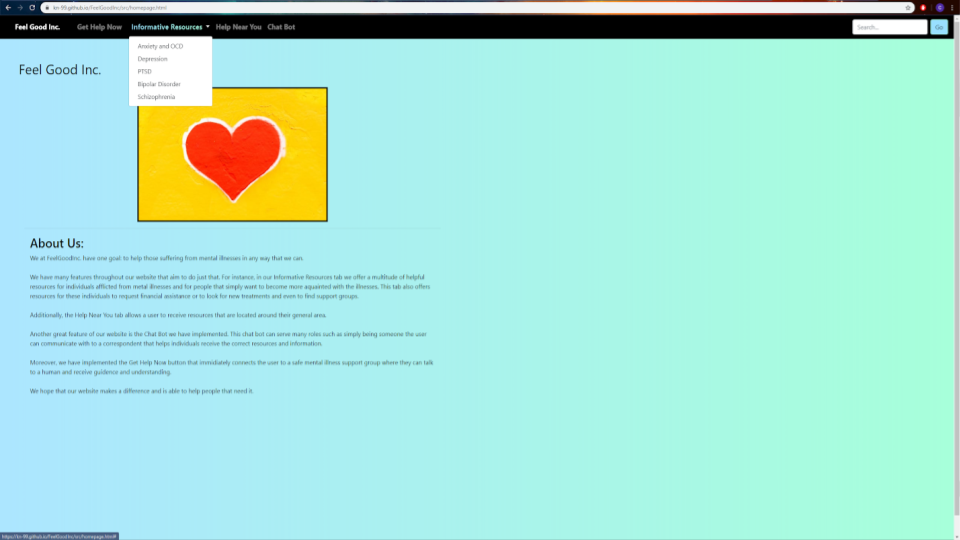 km-99.github.io/FeelGoodInc/src/homepage.html
Feel Good Inc. Get Help Now Informative Resources Help Near You Chat Bot Search... Go
Anxiety and OCD
Depression
PTSD
Bipolar Disorder
Schizophrenia
Feel Good Inc.
About Us:
We at FeelGoodInc. have one goal: to help those suffering from mental illnesses in any way that we can.
We have many features throughout our website that aim to do just that. For instance, in our Informative Resources tab we offer a multitude of helpful
resources for individuals afflicted from metal illnesses and for people that simply want to become more aquainted with the illnesses. This tab also offers
resources for these individuals to request financial assistance or to look for new treatments and even to find support groups.
Additionally, the Help Near You tab allows a user to receive resources that are located around their general area.
Another great feature of our website is the Chat Bot we have implemented. This chat bot can serve many roles such as simply being someone the user
can communicate with to a correspondent that helps individuals receive the correct resources and information.
Moreover, we have implemented the Get Help Now button that immidiately connects the user to a safe mental illness support group where they can talk
to a human and receive guidance and understanding.
We hope that our website makes a difference and is able to help people that need it.
https://km-99.github.io/FeelGoodInc/src/homepage.html#